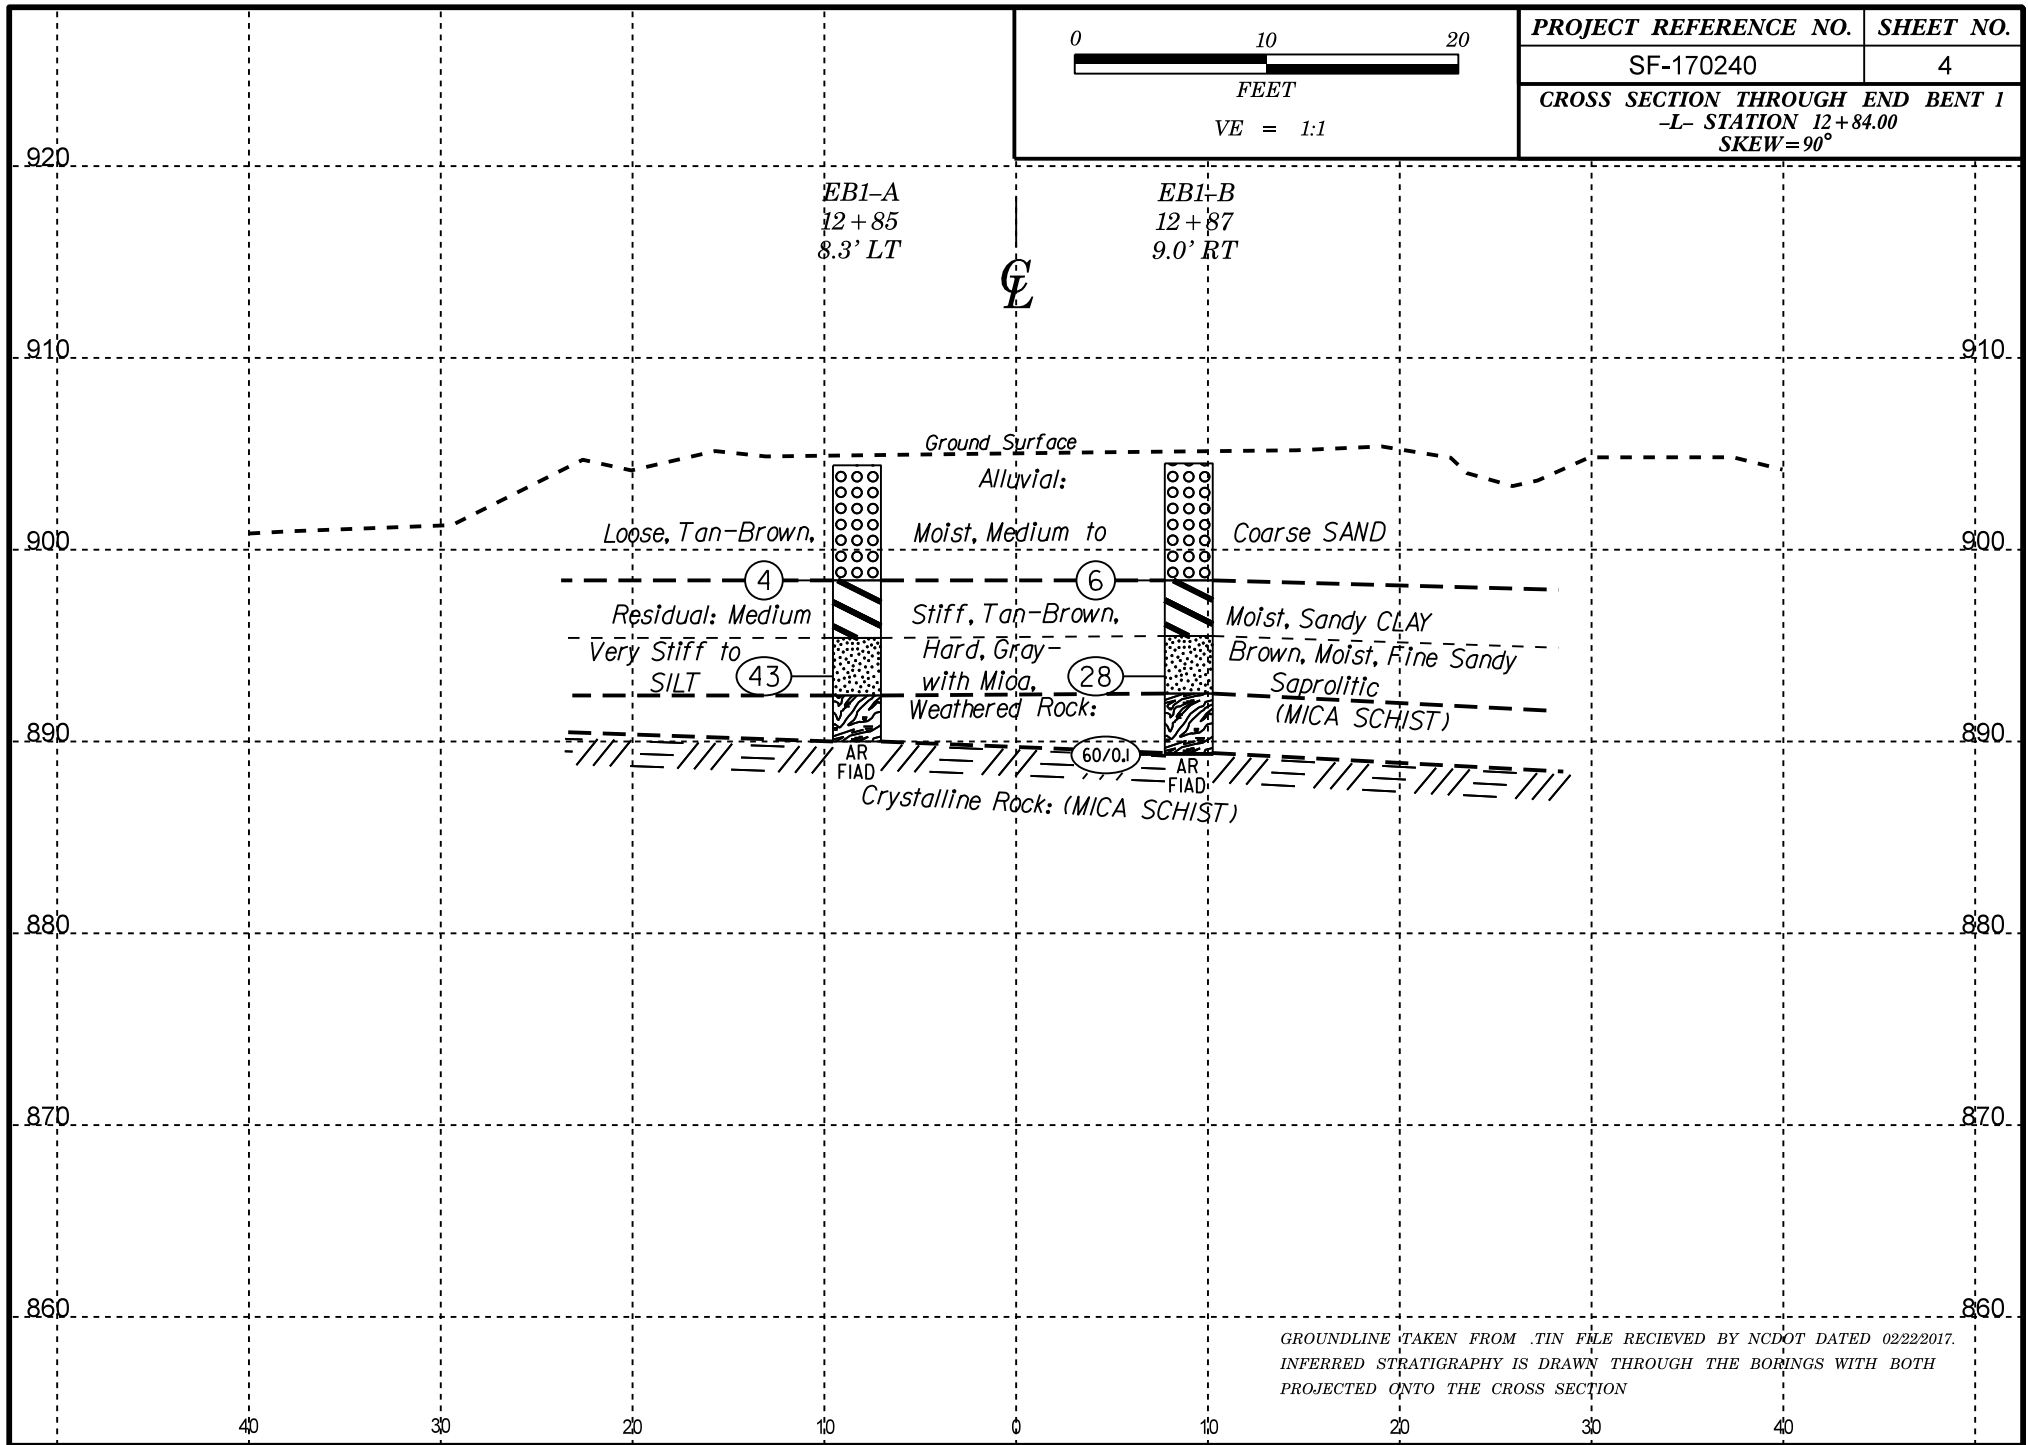 0 10 20
FEET
VE = 1:1
PROJECT REFERENCE NO. SHEET NO.
SF-170240 4
CROSS SECTION THROUGH END BENT 1
-L- STATION 12+84.00
SKEW=90°
920
EB1-A EB1-B
12+85 12+87
8.3' LT 9.0' RT
CL
910 910
Ground Surface
Alluvial:
Loose, Tan-Brown, Moist, Medium to Coarse SAND
900 900
4 6
Residual: Medium Stiff, Tan-Brown, Moist, Sandy CLAY
Very Stiff to Hard, Gray- Brown, Moist, Fine Sandy
SILT 43 with Mica, 28 Saprolitic
Weathered Rock: (MICA SCHIST)
890 890
60/0.1
AR AR
FIAD FIAD
Crystalline Rock: (MICA SCHIST)
880 880
870 870
860 860
GROUNDLINE TAKEN FROM .TIN FILE RECIEVED BY NCDOT DATED 02/22/2017.
INFERRED STRATIGRAPHY IS DRAWN THROUGH THE BORINGS WITH BOTH
PROJECTED ONTO THE CROSS SECTION
40 30 20 10 0 10 20 30 40